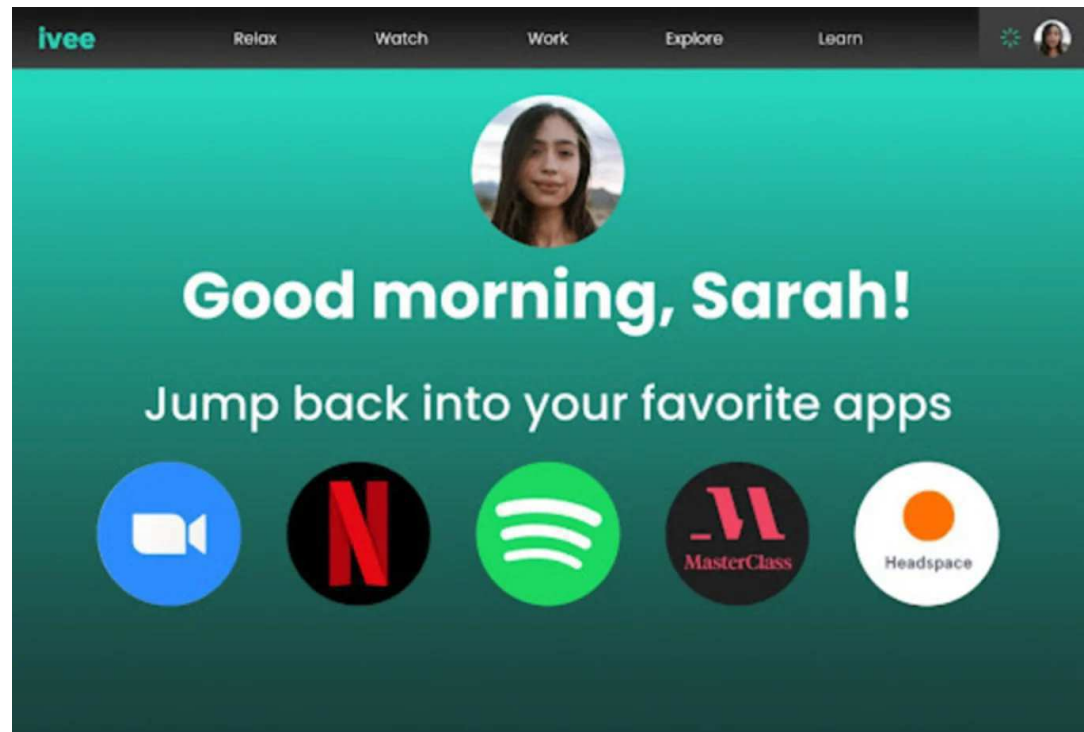 ivee Relax Watch Work Explore Learn
Good morning, Sarah!
Jump back into your favorite apps
N
MasterClass
Headspace